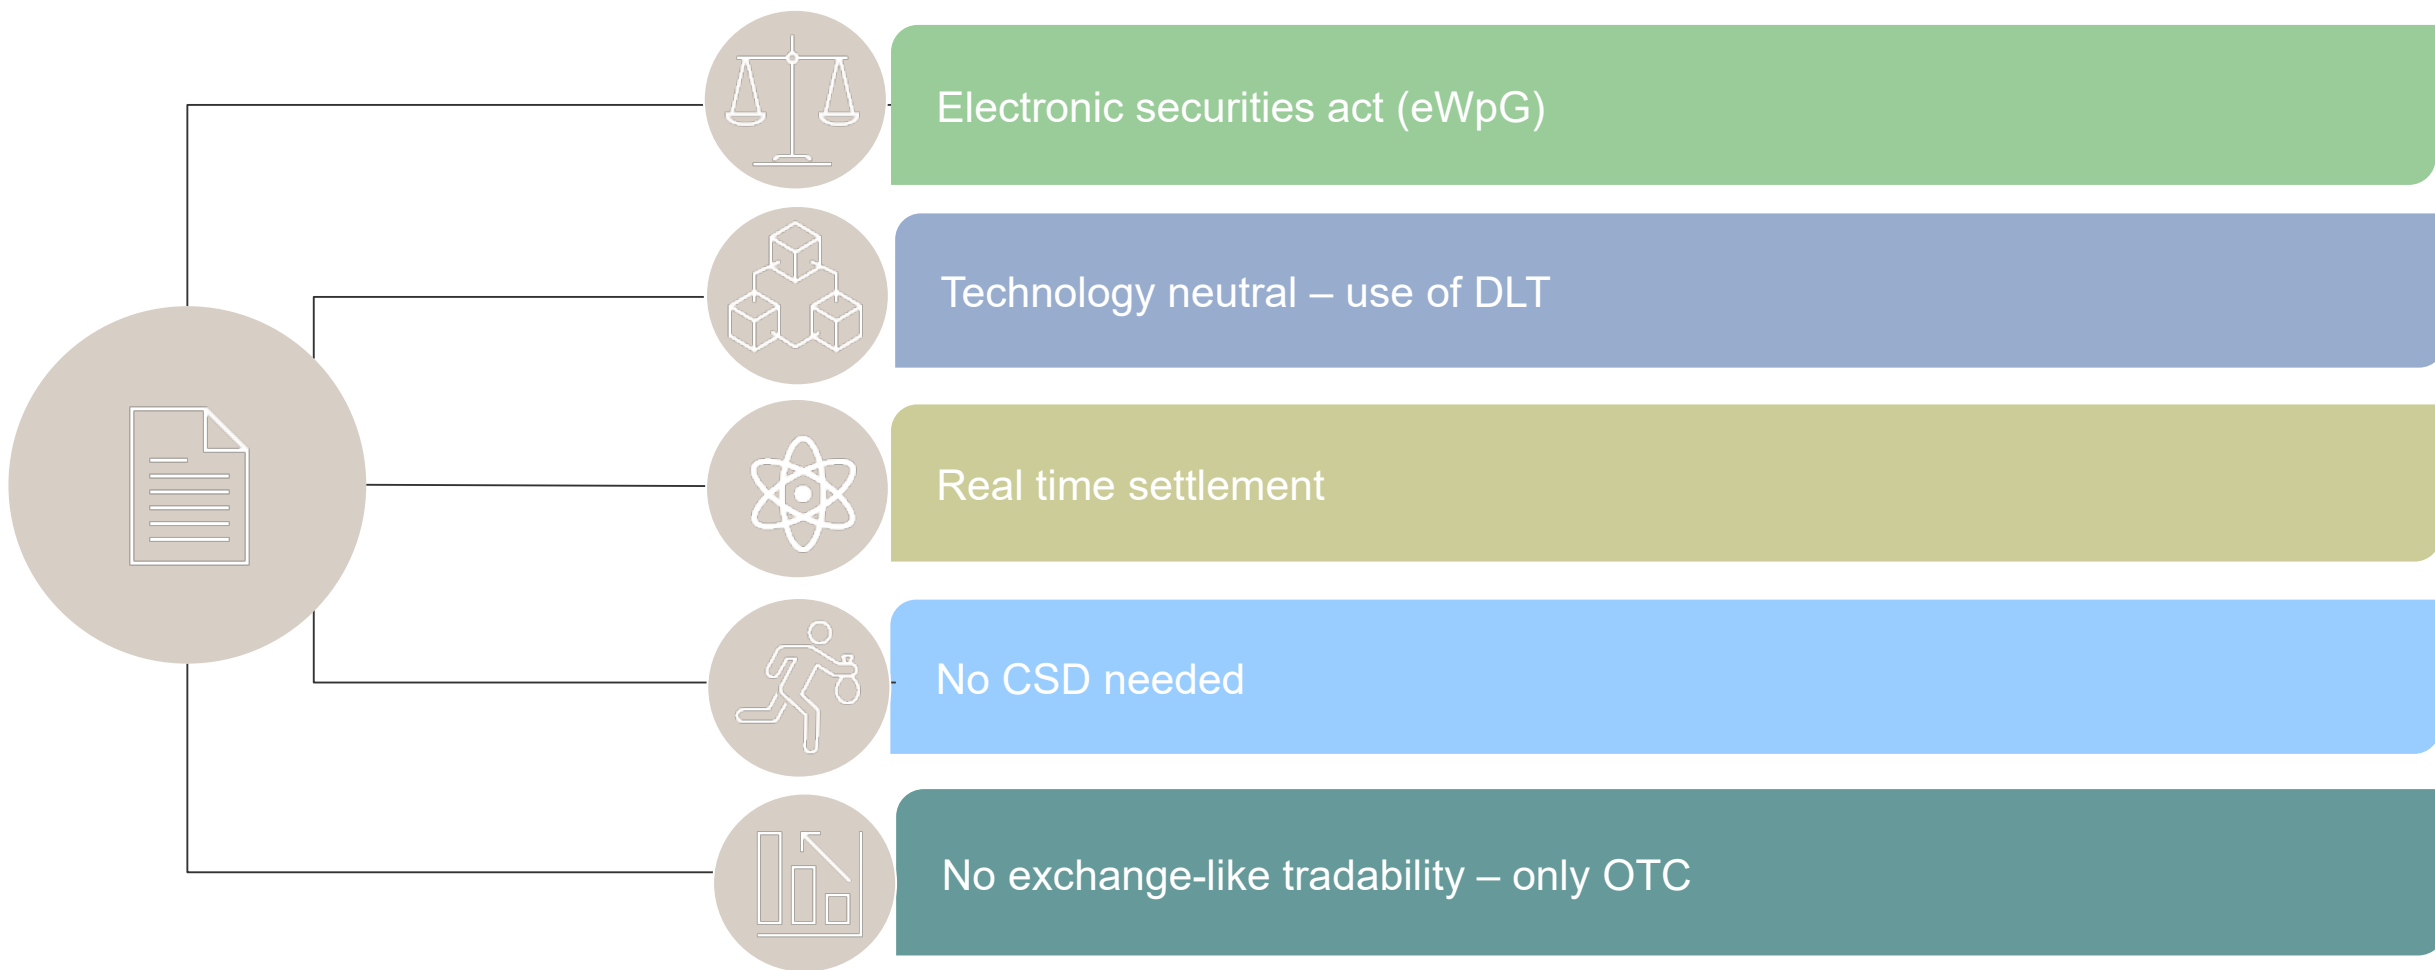 Electronic securities act (eWpG)
Technology neutral – use of DLT
Real time settlement
No CSD needed
No exchange-like tradability – only OTC